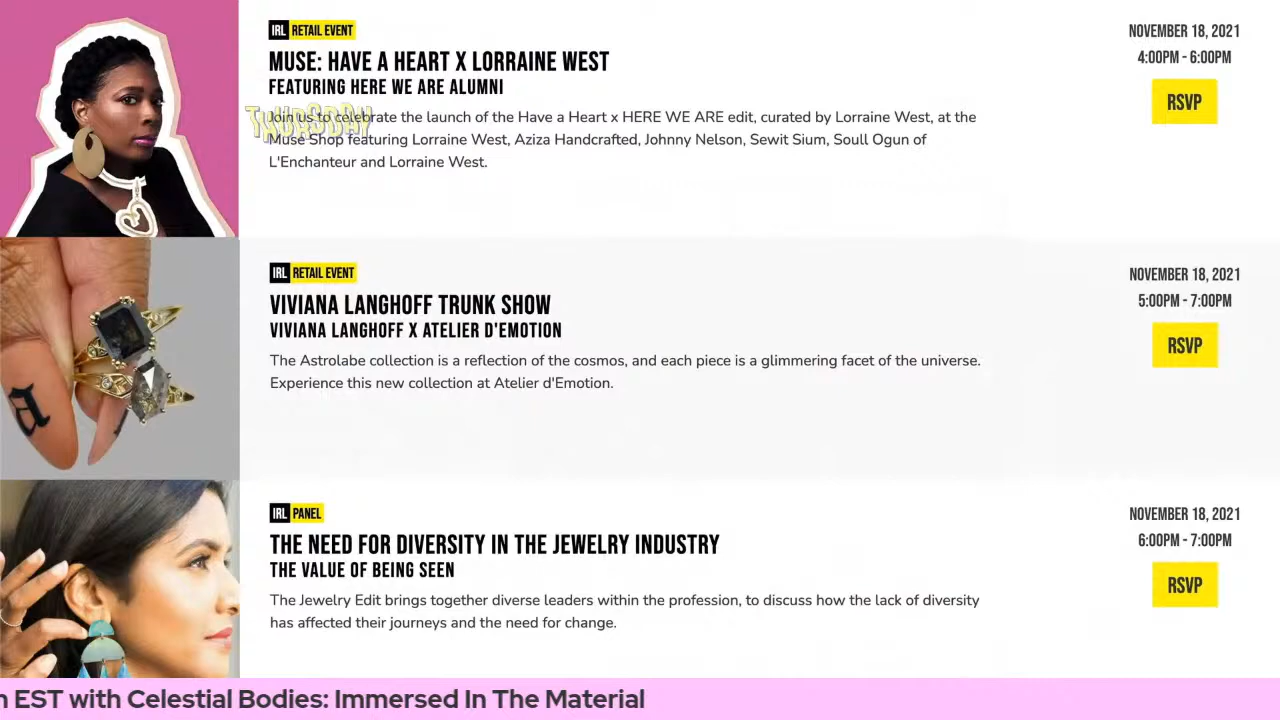 IRL RETAIL EVENT
NOVEMBER 18, 2021
MUSE: HAVE A HEART X LORRAINE WEST
4:00PM - 6:00PM
FEATURING HERE WE ARE ALUMNI
RSVP
THURSDAY
Join us to celebrate the launch of the Have a Heart x HERE WE ARE edit, curated by Lorraine West, at the
Muse Shop featuring Lorraine West, Aziza Handcrafted, Johnny Nelson, Sewit Sium, Soull Ogun of
L'Enchanteur and Lorraine West.
IRL RETAIL EVENT
NOVEMBER 18, 2021
VIVIANA LANGHOFF TRUNK SHOW
5:00PM - 7:00PM
VIVIANA LANGHOFF X ATELIER D'EMOTION
RSVP
The Astrolabe collection is a reflection of the cosmos, and each piece is a glimmering facet of the universe.
Experience this new collection at Atelier d'Emotion.
a
IRL PANEL
NOVEMBER 18, 2021
THE NEED FOR DIVERSITY IN THE JEWELRY INDUSTRY
6:00PM - 7:00PM
THE VALUE OF BEING SEEN
RSVP
The Jewelry Edit brings together diverse leaders within the profession, to discuss how the lack of diversity
has affected their journeys and the need for change.
EST with Celestial Bodies: Immersed In The Material